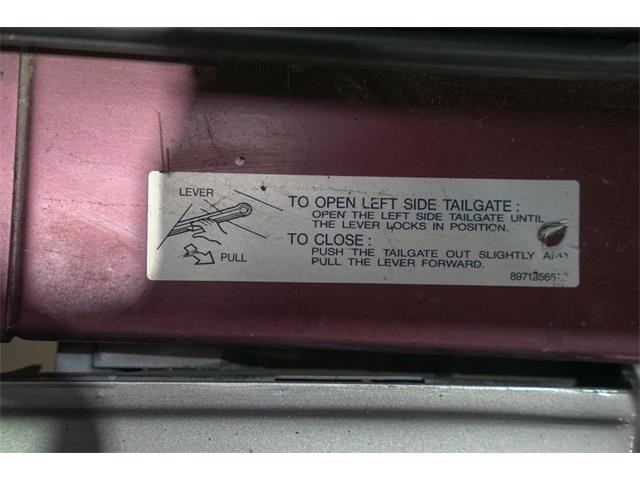 LEVER
PULL
TO OPEN LEFT SIDE TAILGATE :
OPEN THE LEFT SIDE TAILGATE UNTIL
THE LEVER LOCKS IN POSITION.
TO CLOSE :
PUSH THE TAILGATE OUT SLIGHTLY AND
PULL THE LEVER FORWARD.